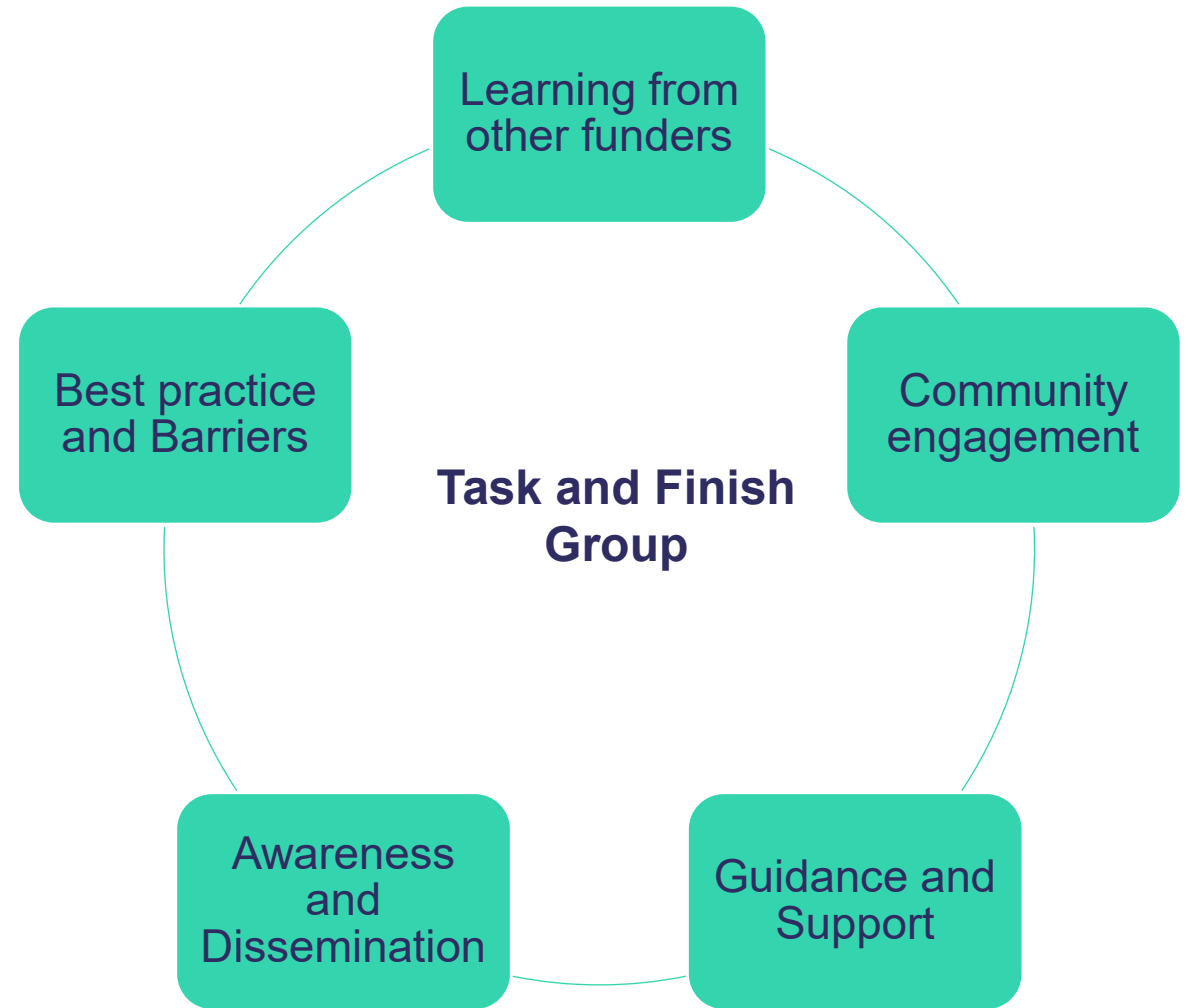 Learning from
other funders
Best practice
and Barriers
Community
engagement
Task and Finish
Group
Awareness
and
Dissemination
Guidance and
Support